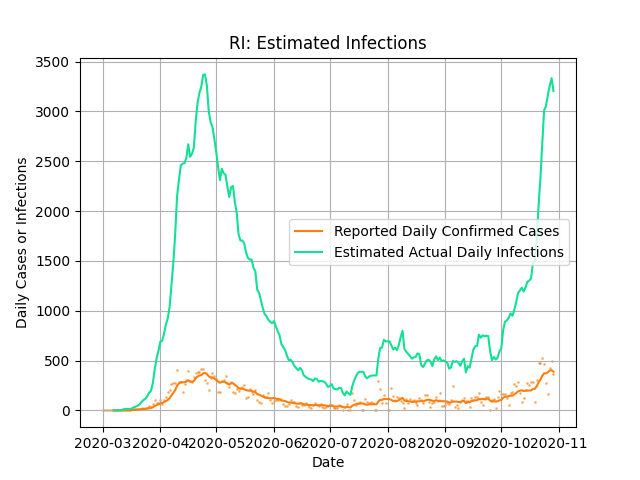 RI: Estimated Infections
Daily Cases or Infections
3500
3000
2500
2000
1500
1000
500
0
Reported Daily Confirmed Cases
Estimated Actual Daily Infections
2020-03 2020-04 2020-05 2020-06 2020-07 2020-08 2020-09 2020-10 2020-11
Date